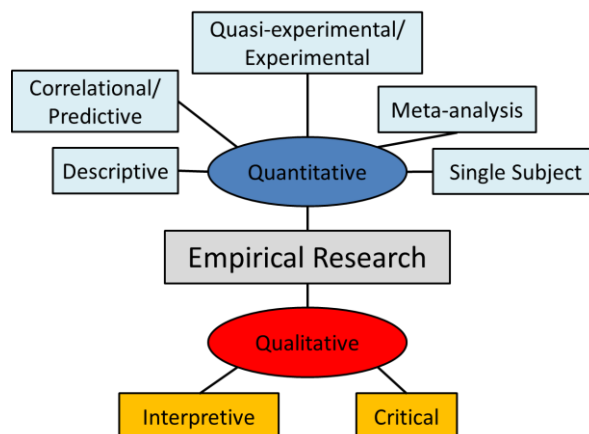 Quasi-experimental/
Experimental
Correlational/
Predictive
Meta-analysis
Descriptive
Quantitative
Single Subject
Empirical Research
Qualitative
Interpretive
Critical